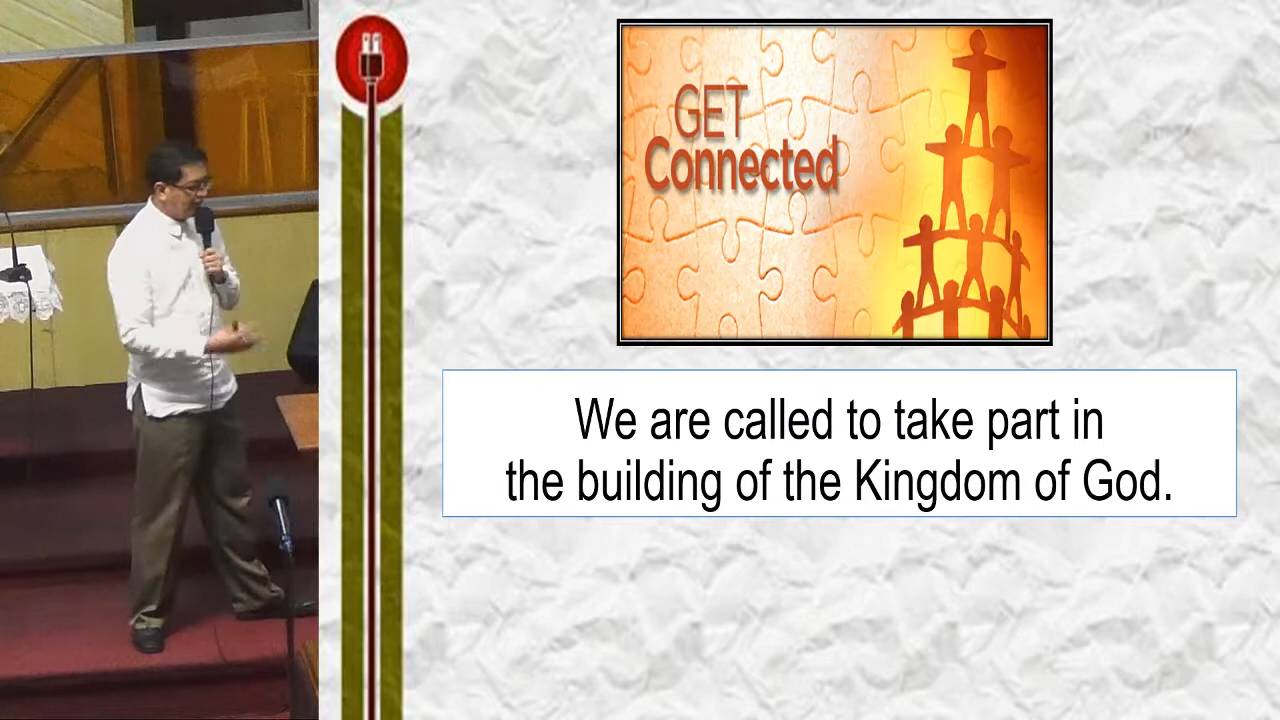 GET
Connected
We are called to take part in
the building of the Kingdom of God.